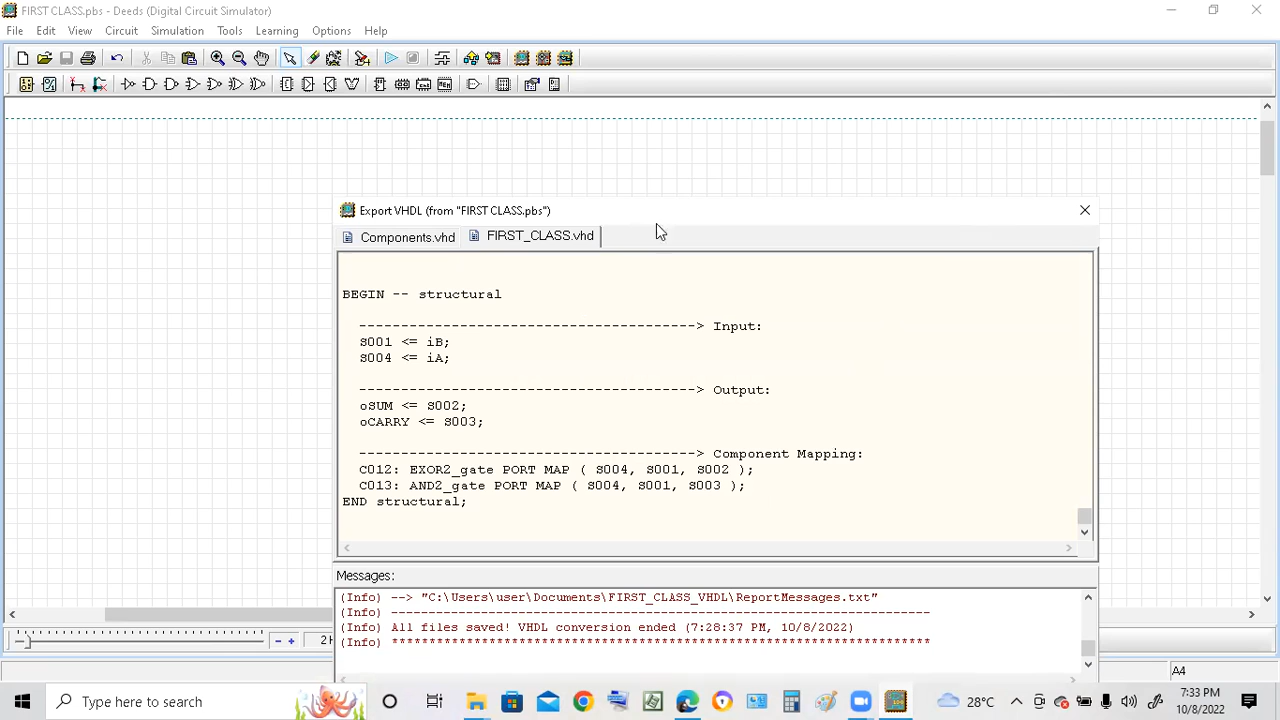 FIRST CLASS.pbs - Deeds (Digital Circuit Simulator)
File Edit View Circuit Simulation Tools Learning Options Help
Export VHDL (from "FIRST CLASS.pbs")
Components.vhd FIRST_CLASS.vhd
BEGIN -- structural
----------------------------------------> Input:
S001 <= iB;
S004 <= iA;
----------------------------------------> Output:
oSUM <= S002;
oCARRY <= S003;
----------------------------------------> Component Mapping:
C012: EXOR2_gate PORT MAP ( S004, S001, S002 );
C013: AND2_gate PORT MAP ( S004, S001, S003 );
END structural;
Messages:
(Info) --> "C:\Users\user\Documents\FIRST_CLASS_VHDL\ReportMessages.txt"
(Info) ----------------------------------------------------------------
(Info) All files saved! VHDL conversion ended (7:28:37 PM, 10/8/2022)
(Info) ****************************************************************
2 H
A4
Type here to search
28°C
7:33 PM
10/8/2022